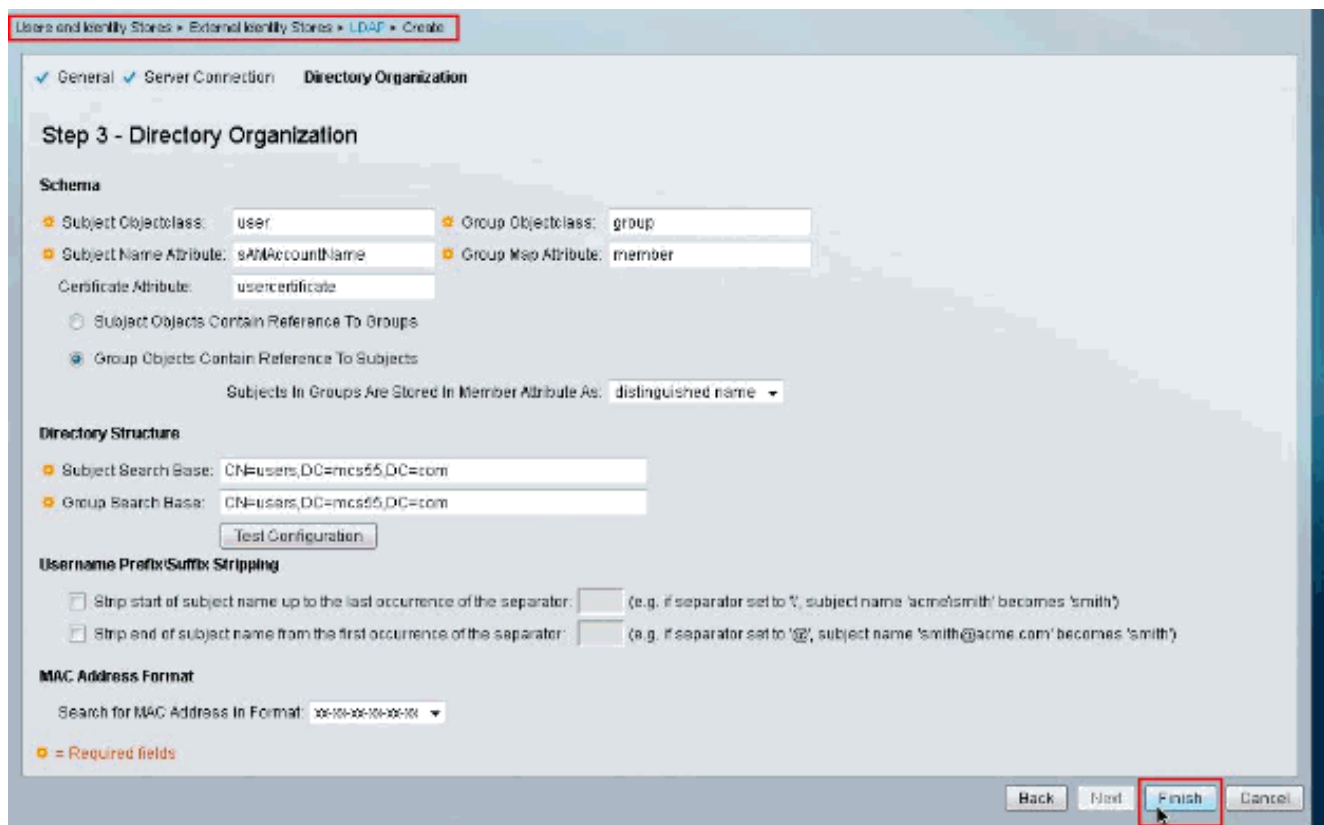 Users and Identity Stores ▸ External Identity Stores ▸ LDAP ▸ Create
General Server Connection Directory Organization
Step 3 - Directory Organization
Schema
Subject Objectclass: user Group Objectclass: group
Subject Name Attribute: sAMAccountName Group Map Attribute: member
Certificate Attribute: usercertificate
Subject Objects Contain Reference To Groups
Group Objects Contain Reference To Subjects
Subjects In Groups Are Stored In Member Attribute As: distinguished name
Directory Structure
Subject Search Base: CN=users,DC=mcs55,DC=com
Group Search Base: CN=users,DC=mcs55,DC=com
Test Configuration
Username Prefix\Suffix Stripping
Strip start of subject name up to the last occurrence of the separator: (e.g. if separator set to '\', subject name 'acme\smith' becomes 'smith')
Strip end of subject name from the first occurrence of the separator: (e.g. if separator set to '@', subject name 'smith@acme.com' becomes 'smith')
MAC Address Format
Search for MAC Address in Format: xx-xx-xx-xx-xx-xx
= Required fields
Back Next Finish Cancel